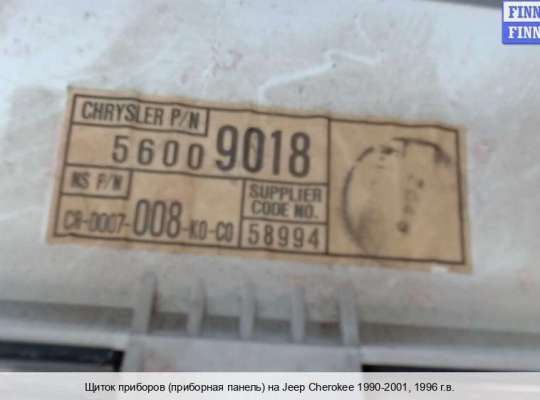 FINN
FINN
CHRYSLER P/N
56009018
NS P/N
CR-0007-008-KO-CO
SUPPLIER
CODE NO.
58994
Щиток приборов (приборная панель) на Jeep Cherokee 1990-2001, 1996 г.в.